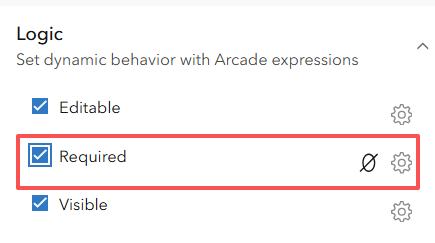 Logic
Set dynamic behavior with Arcade expressions
Editable
Required
Visible